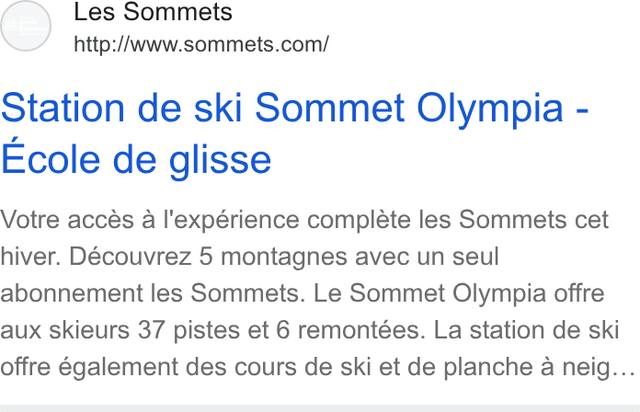 Les Sommets
http://www.sommets.com/
Station de ski Sommet Olympia -
École de glisse
Votre accès à l'expérience complète les Sommets cet
hiver. Découvrez 5 montagnes avec un seul
abonnement les Sommets. Le Sommet Olympia offre
aux skieurs 37 pistes et 6 remontées. La station de ski
offre également des cours de ski et de planche à neig…